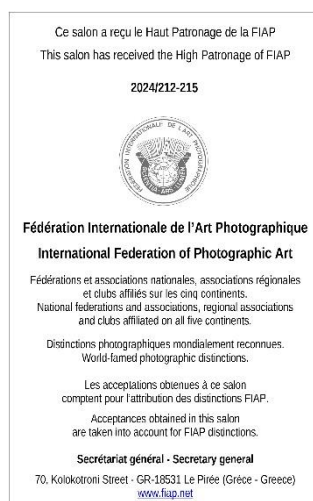 Ce salon a reçu le Haut Patronage de la FIAP
This salon has received the High Patronage of FIAP
2024/212-215
Fédération Internationale de l'Art Photographique
International Federation of Photographic Art
Fédérations et associations nationales, associations régionales
et clubs affiliés sur les cinq continents.
National federations and associations, regional associations
and clubs affiliated on all five continents.
Distinctions photographiques mondialement reconnues.
World-famed photographic distinctions.
Les acceptations obtenues à ce salon
comptent pour l'attribution des distinctions FIAP.
Acceptances obtained in this salon
are taken into account for FIAP distinctions.
Secrétariat général - Secretary general
70. Kolokotroni Street - GR-18531 Le Pirée (Grèce - Greece)
www.fiap.net